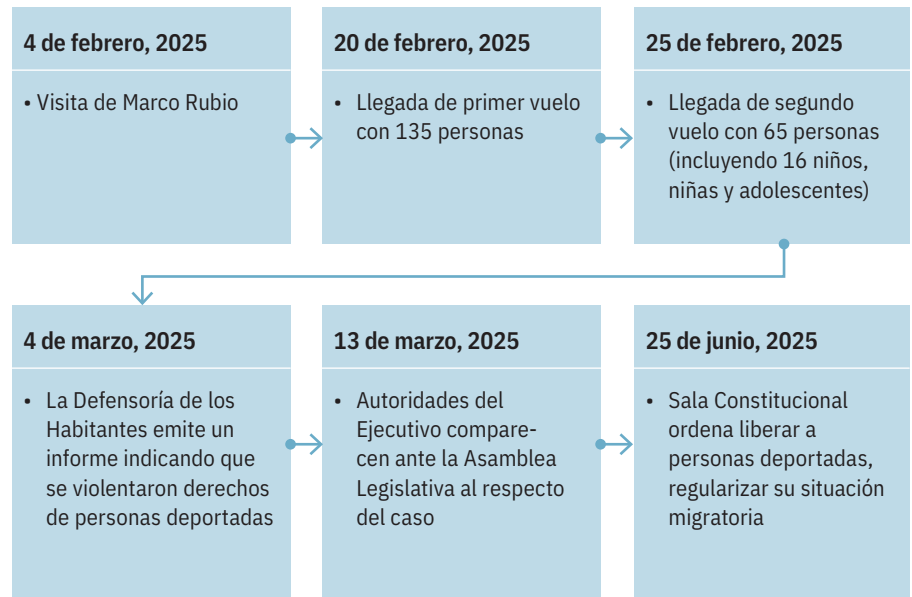 4 de febrero, 2025
• Visita de Marco Rubio
20 de febrero, 2025
• Llegada de primer vuelo
con 135 personas
25 de febrero, 2025
• Llegada de segundo
vuelo con 65 personas
(incluyendo 16 niños,
niñas y adolescentes)
4 de marzo, 2025
• La Defensoría de los
Habitantes emite un
informe indicando que
se violentaron derechos
de personas deportadas
13 de marzo, 2025
• Autoridades del
Ejecutivo compare-
cen ante la Asamblea
Legislativa al respecto
del caso
25 de junio, 2025
• Sala Constitucional
ordena liberar a
personas deportadas,
regularizar su situación
migratoria